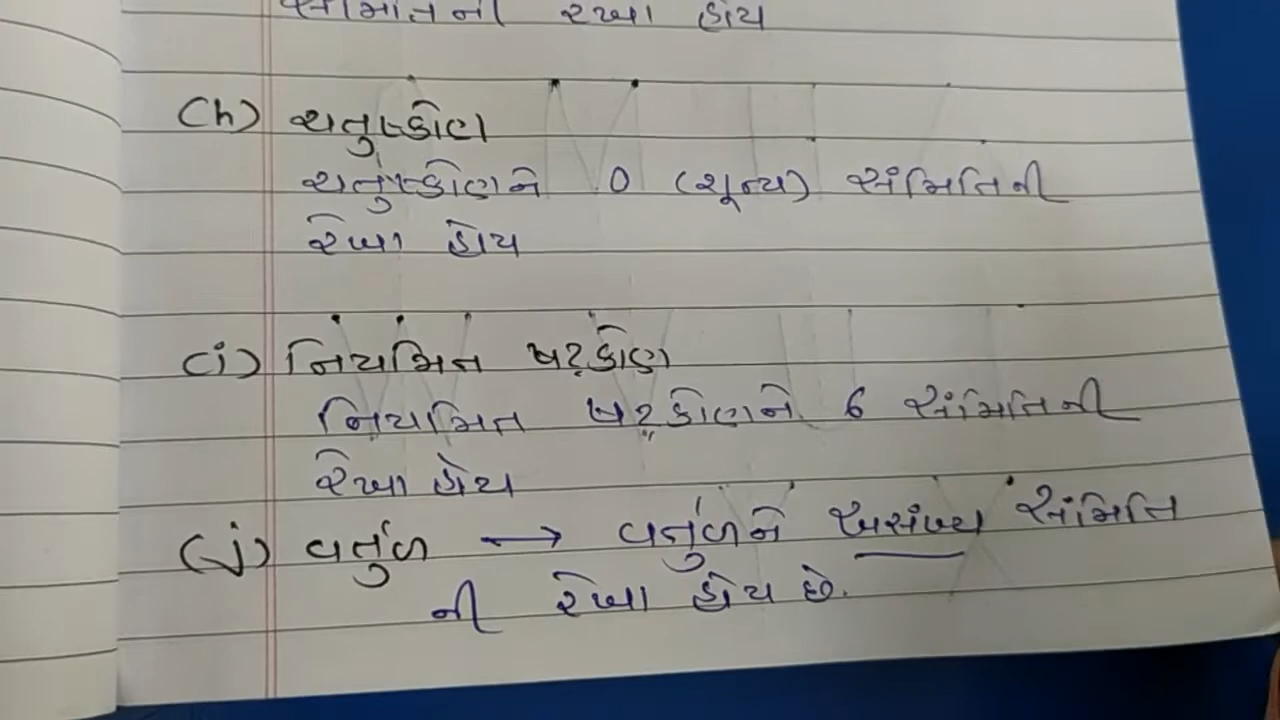 સંમિતિની રેખા હોય
(h) ચતુષ્કોણ
ચતુષ્કોણને 0 (શૂન્ય) સંમિતિની
રેખા હોય
(i) નિયમિત ષટ્કોણ
નિયમિત ષટ્કોણને 6 સંમિતિની
રેખા હોય
(j) વર્તુળ → વર્તુળને અસંખ્ય સંમિતિ
ની રેખા હોય છે.